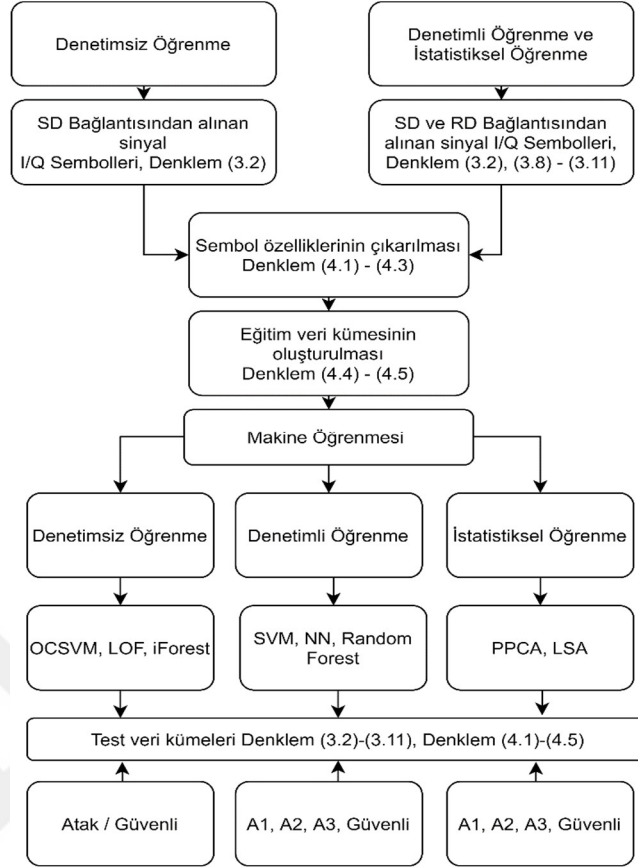 Denetimsiz Öğrenme
Denetimli Öğrenme ve
İstatistiksel Öğrenme
SD Bağlantısından alınan
sinyal
I/Q Sembolleri, Denklem (3.2)
SD ve RD Bağlantısından
alınan sinyal I/Q Sembolleri,
Denklem (3.2), (3.8) - (3.11)
Sembol özelliklerinin çıkarılması
Denklem (4.1) - (4.3)
Eğitim veri kümesinin
oluşturulması
Denklem (4.4) - (4.5)
Makine Öğrenmesi
Denetimsiz Öğrenme
Denetimli Öğrenme
İstatistiksel Öğrenme
OCSVM, LOF, iForest
SVM, NN, Random
Forest
PPCA, LSA
Test veri kümeleri Denklem (3.2)-(3.11), Denklem (4.1)-(4.5)
Atak / Güvenli
A1, A2, A3, Güvenli
A1, A2, A3, Güvenli